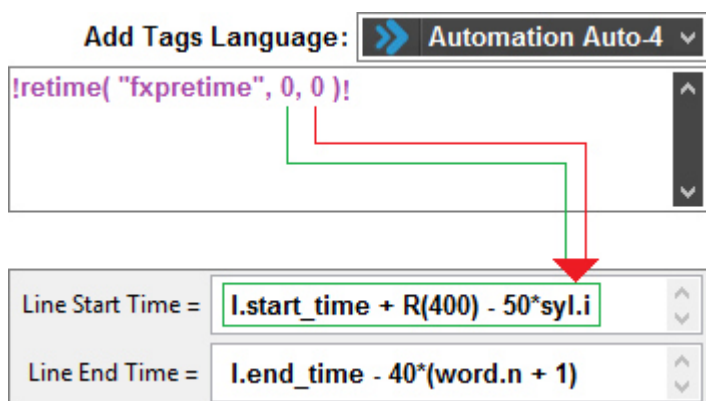 Add Tags Language: Automation Auto-4
!retime( "fxpretime", 0, 0 )!
Line Start Time = l.start_time + R(400) - 50*syl.i
Line End Time = l.end_time - 40*(word.n + 1)